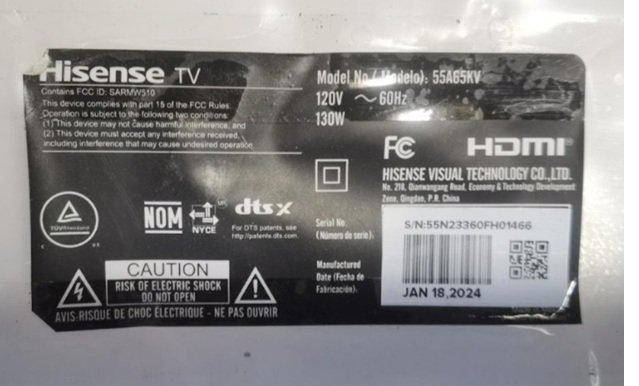 Hisense TV
Contains FCC ID: SARMW510
This device complies with part 15 of the FCC Rules.
Operation is subject to the following two conditions:
(1) This device may not cause harmful interference, and
(2) This device must accept any interference received,
including interference that may cause undesired operation.
Model No.(Modelo): 55A65KV
120V ~ 60Hz
130W
FC
HDMI
HISENSE VISUAL TECHNOLOGY CO.,LTD.
No. 218, Qianwangang Road, Economy & Technology Development
Zone, Qingdao, P.R. China
TÜVRheinland
NOM
NYCE
dts X
For DTS patents, see
http://patents.dts.com.
Serial No.
(Número de serie):
S/N:55N23360FH01466
Manufactured
Date (Fecha de
Fabricación):
JAN 18,2024
CAUTION
RISK OF ELECTRIC SHOCK
DO NOT OPEN
AVIS:RISQUE DE CHOC ÉLECTRIQUE - NE PAS OUVRIR